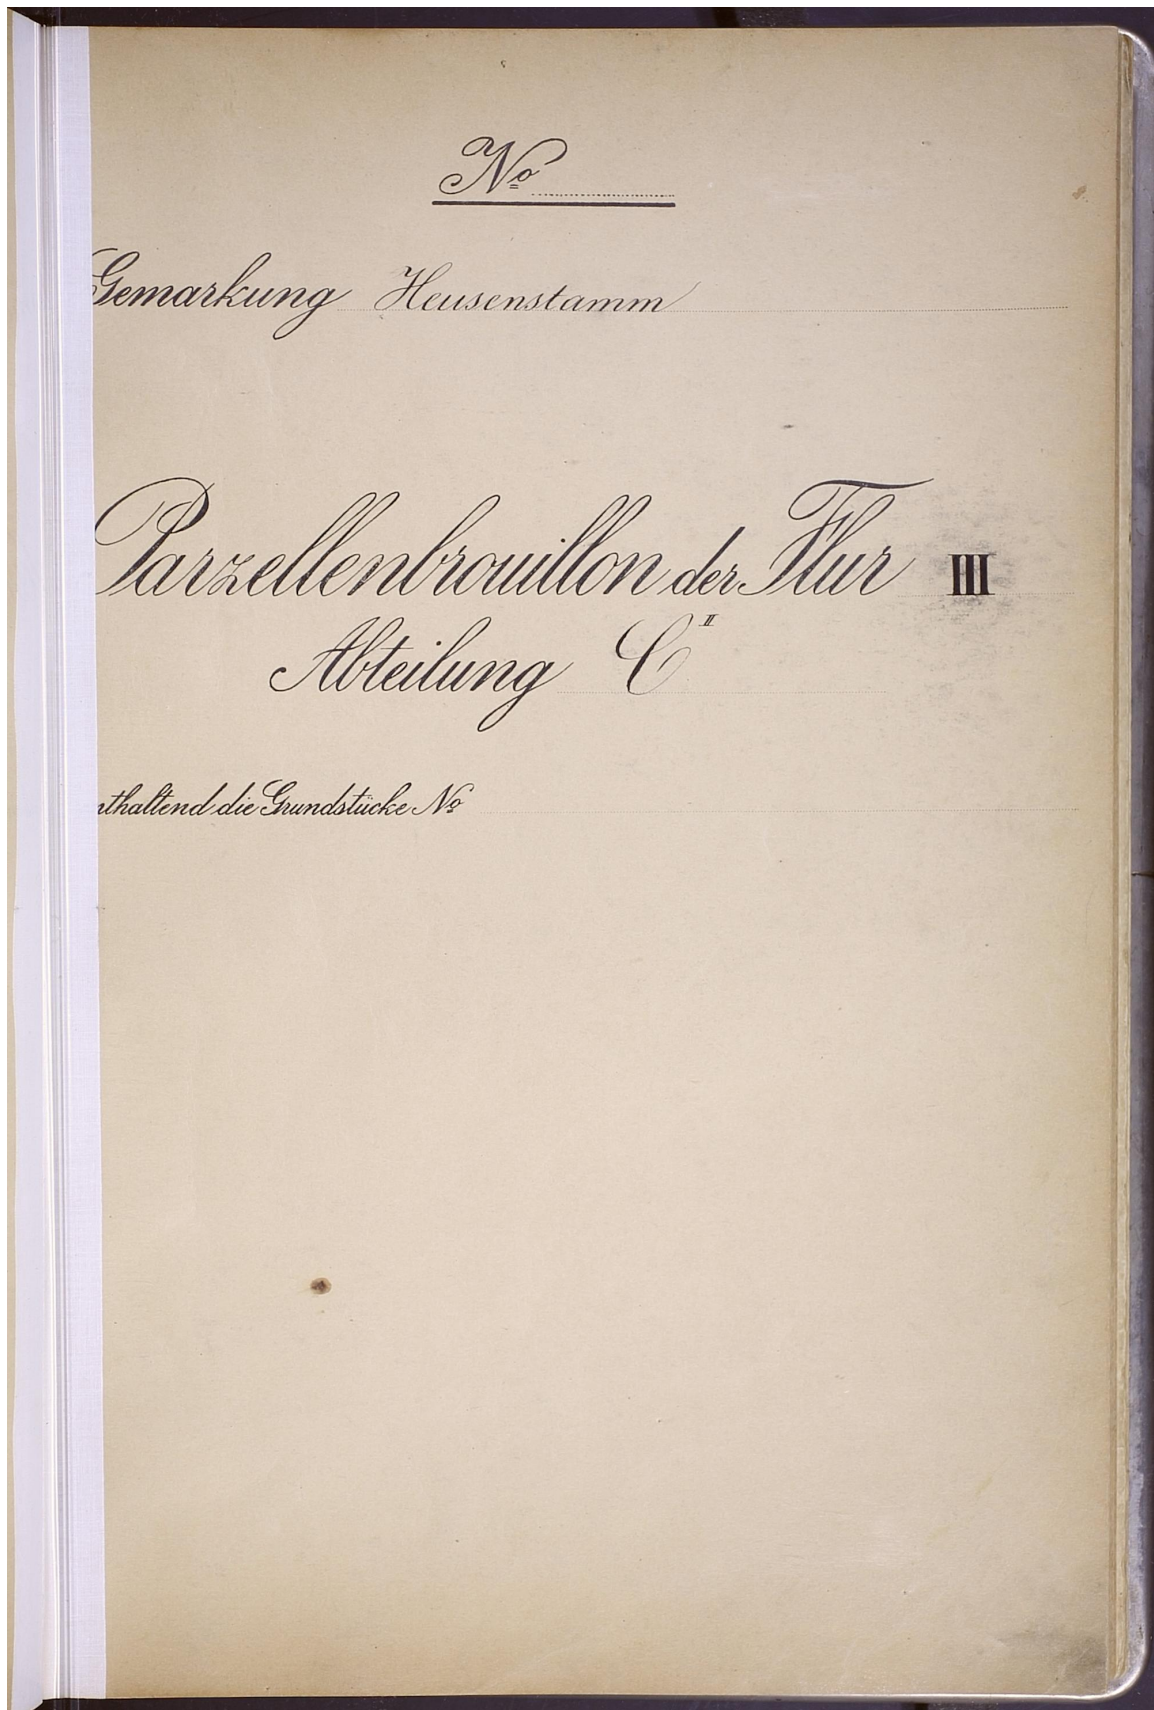 No
Gemarkung Heusenstamm
Parzellenbrouillon der Flur III
Abteilung C II
nthaltend die Grundstücke No